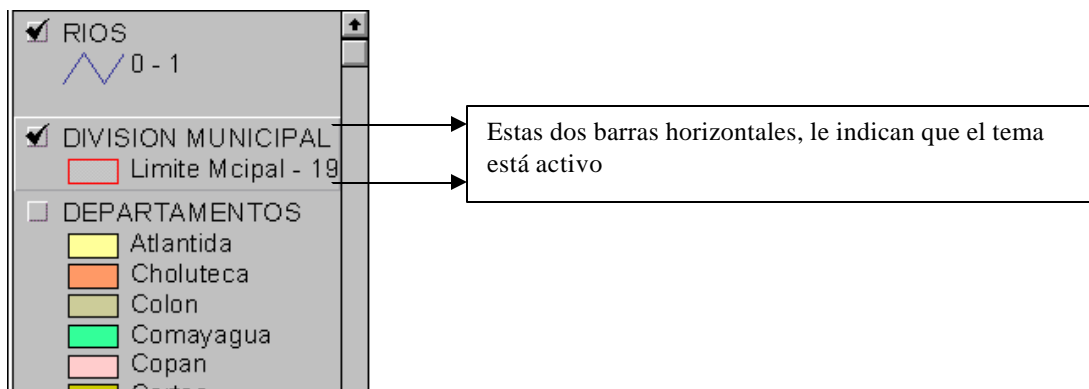 RIOS
0 - 1
DIVISION MUNICIPAL
Limite Mcipal - 19
Estas dos barras horizontales, le indican que el tema
está activo
DEPARTAMENTOS
Atlantida
Choluteca
Colon
Comayagua
Copan